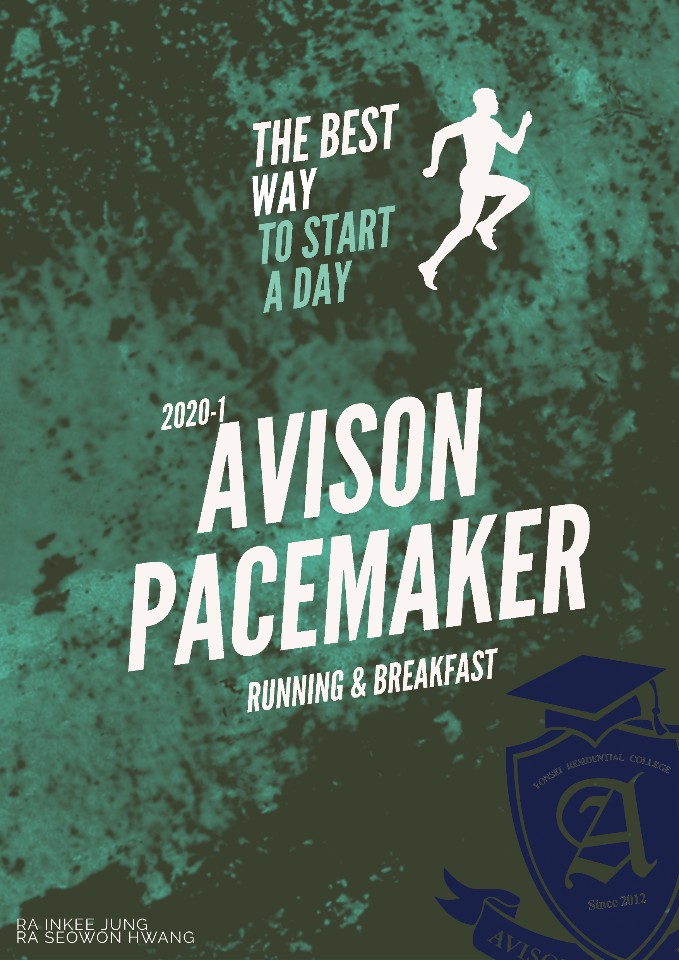 THE BEST
WAY
TO START
A DAY
2020-1
AVISON
PACEMAKER
RUNNING & BREAKFAST
YONSEI RESIDENTIAL COLLEGE
A
Since 2012
RA INKEE JUNG
RA SEOWON HWANG